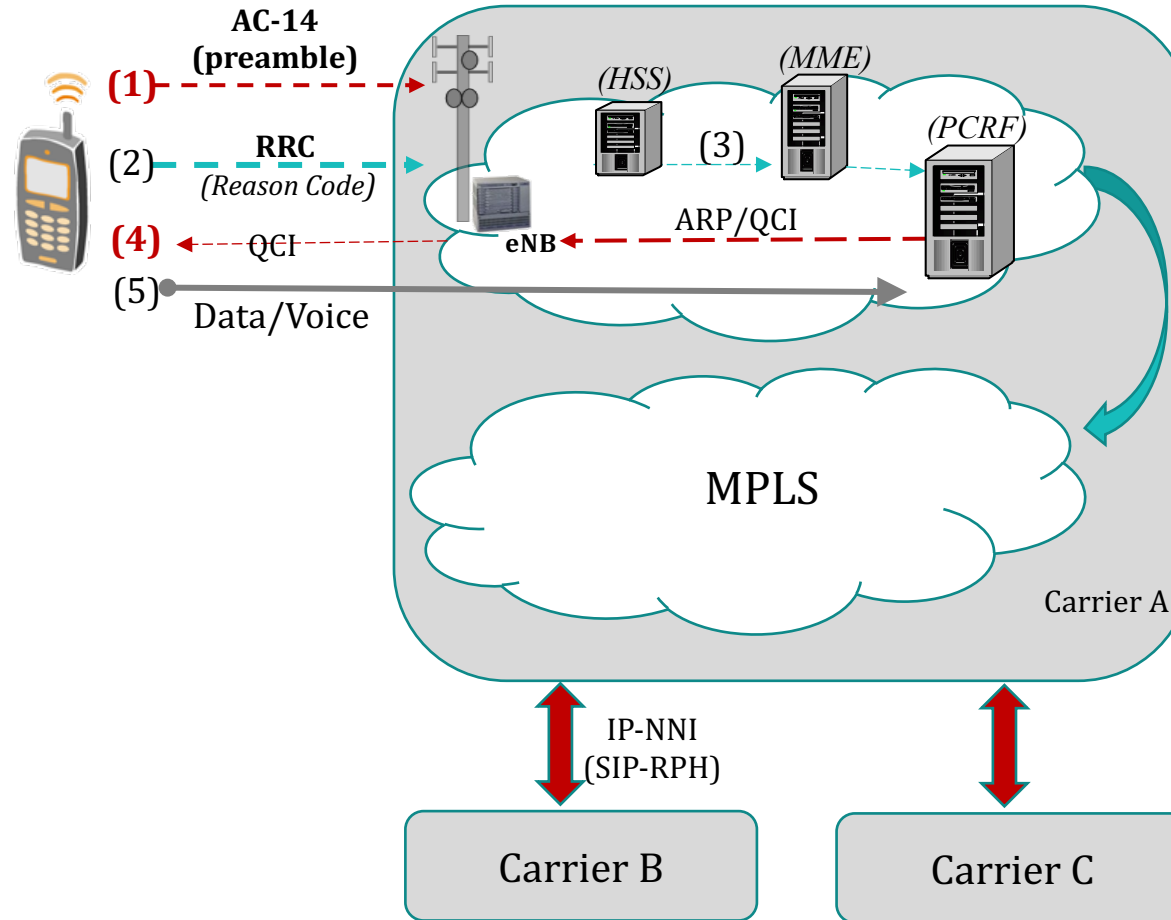 AC-14
(preamble)
(1)
(HSS)
(MME)
(PCRF)
(2)
RRC
(Reason Code)
(3)
(4)
QCI
eNB
ARP/QCI
(5)
Data/Voice
MPLS
Carrier A
IP-NNI
(SIP-RPH)
Carrier B
Carrier C